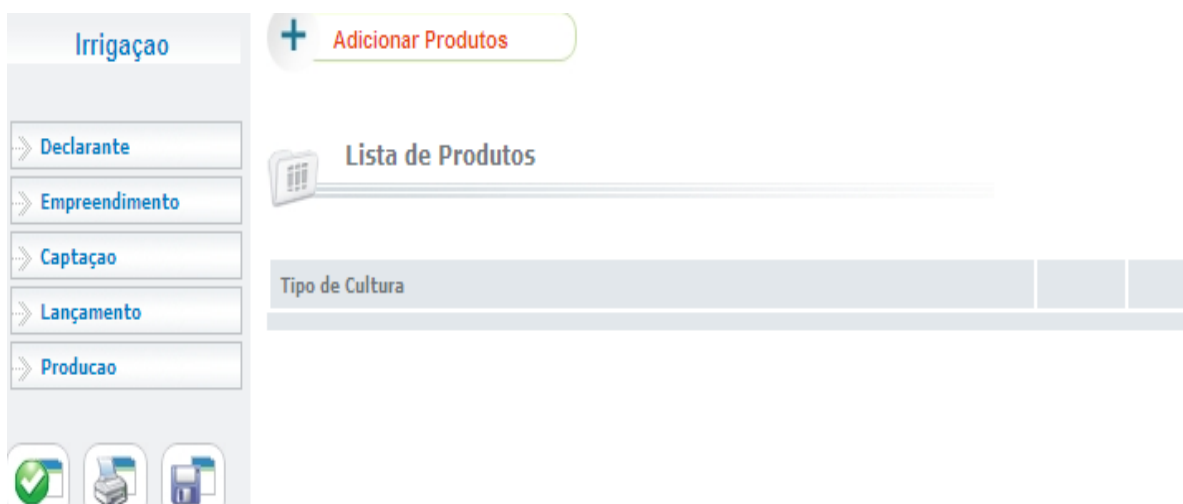 Irrigaçao
Declarante
Empreendimento
Captaçao
Lançamento
Producao
Adicionar Produtos
Lista de Produtos
Tipo de Cultura